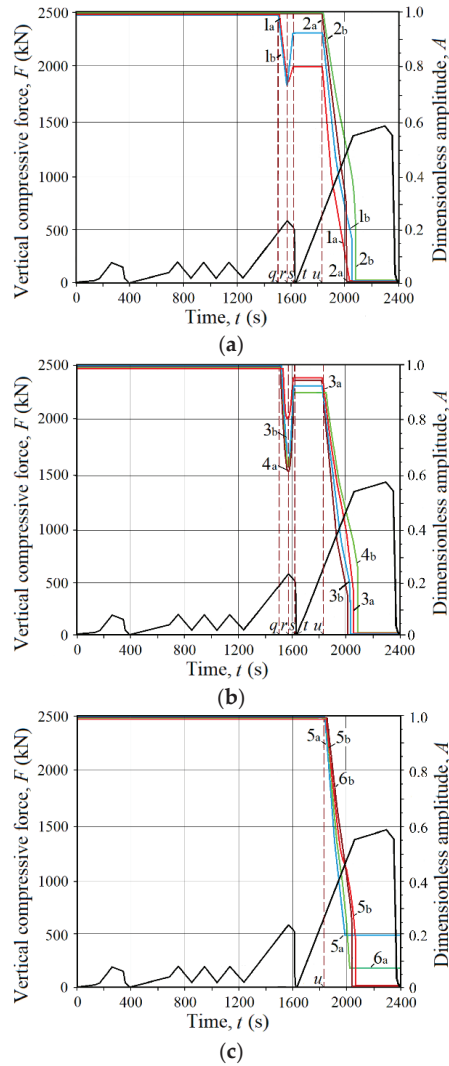 Vertical compressive force, F (kN)
2500
2000
1500
1000
500
0
1a
1b
2a
2b
1b
1a
2a
2b
q r s t u
1.0
0.8
0.6
0.4
0.2
0
Dimensionless amplitude, A
0 400 800 1200 1600 2000 2400
Time, t (s)
(a)
Vertical compressive force, F (kN)
2500
2000
1500
1000
500
0
3a
3b
4a
4b
3b
3a
q r s t u
1.0
0.8
0.6
0.4
0.2
0
Dimensionless amplitude, A
0 400 800 1200 1600 2000 2400
Time, t (s)
(b)
Vertical compressive force, F (kN)
2500
2000
1500
1000
500
0
5a
5b
6b
5b
5a
6a
u
1.0
0.8
0.6
0.4
0.2
0
Dimensionless amplitude, A
0 400 800 1200 1600 2000 2400
Time, t (s)
(c)